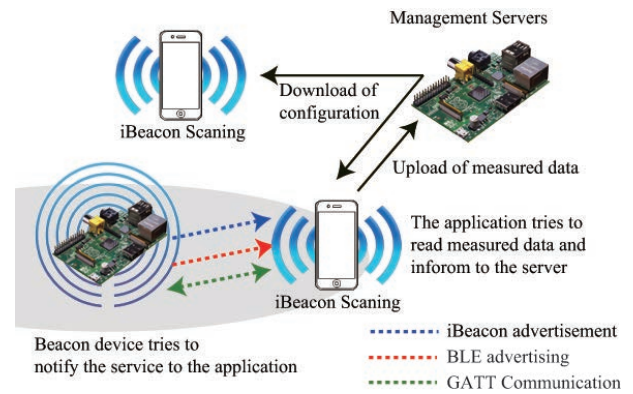 Management Servers
Download of
configuration
iBeacon Scaning
Upload of measured data
The application tries to
read measured data and
inforom to the server
iBeacon Scaning
Beacon device tries to
notify the service to the application
iBeacon advertisement
BLE advertising
GATT Communication